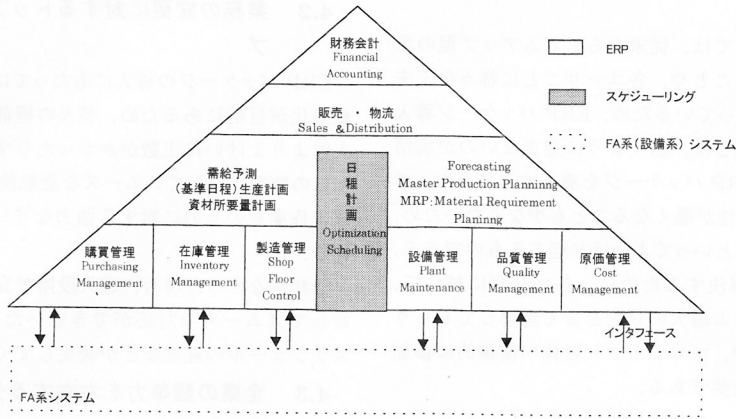 財務会計
Financial
Accounting
販売 ・ 物流
Sales ＆Distribution
需給予測
(基準日程)生産計画
資材所要量計画
日
程
計
画
Optimization
Scheduling
Forecasting
Master Production Planninng
MRP:Material Requirement
Planinng
購買管理
Purchasing
Management
在庫管理
Inventory
Management
製造管理
Shop
Floor
Control
設備管理
Plant
Maintenance
品質管理
Quality
Management
原価管理
Cost
Management
インタフェース
FA系システム
ERP
スケジューリング
FA系(設備系) システム